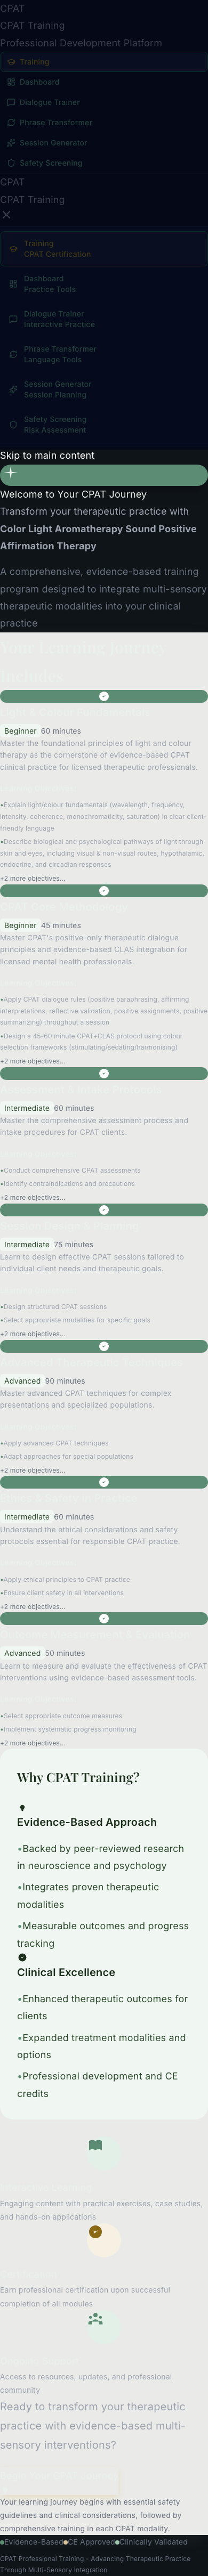 CPAT
CPAT Training
Professional Development Platform
Training
Dashboard
Dialogue Trainer
Phrase Transformer
Session Generator
Safety Screening
CPAT
CPAT Training
Training
CPAT Certification
Dashboard
Practice Tools
Dialogue Trainer
Interactive Practice
Phrase Transformer
Language Tools
Session Generator
Session Planning
Safety Screening
Risk Assessment
Skip to main content
Welcome to Your CPAT Journey
Transform your therapeutic practice with
Color Light Aromatherapy Sound Positive
Affirmation Therapy
A comprehensive, evidence-based training
program designed to integrate multi-sensory
therapeutic modalities into your clinical
practice
Beginner 60 minutes
Master the foundational principles of light and colour
therapy as the cornerstone of evidence-based CPAT
clinical practice for licensed therapeutic professionals.
•Explain light/colour fundamentals (wavelength, frequency,
intensity, coherence, monochromaticity, saturation) in clear client-
friendly language
•Describe biological and psychological pathways of light through
skin and eyes, including visual & non-visual routes, hypothalamic,
endocrine, and circadian responses
+2 more objectives...
Beginner 45 minutes
Master CPAT's positive-only therapeutic dialogue
principles and evidence-based CLAS integration for
licensed mental health professionals.
•Apply CPAT dialogue rules (positive paraphrasing, affirming
interpretations, reflective validation, positive assignments, positive
summarizing) throughout a session
•Design a 45-60 minute CPAT+CLAS protocol using colour
selection frameworks (stimulating/sedating/harmonising)
+2 more objectives...
Intermediate 60 minutes
Master the comprehensive assessment process and
intake procedures for CPAT clients.
•Conduct comprehensive CPAT assessments
•Identify contraindications and precautions
+2 more objectives...
Intermediate 75 minutes
Learn to design effective CPAT sessions tailored to
individual client needs and therapeutic goals.
•Design structured CPAT sessions
•Select appropriate modalities for specific goals
+2 more objectives...
Advanced 90 minutes
Master advanced CPAT techniques for complex
presentations and specialized populations.
•Apply advanced CPAT techniques
•Adapt approaches for special populations
+2 more objectives...
Intermediate 60 minutes
Understand the ethical considerations and safety
protocols essential for responsible CPAT practice.
•Apply ethical principles to CPAT practice
•Ensure client safety in all interventions
+2 more objectives...
Advanced 50 minutes
Learn to measure and evaluate the effectiveness of CPAT
interventions using evidence-based assessment tools.
•Select appropriate outcome measures
•Implement systematic progress monitoring
+2 more objectives...
Why CPAT Training?
Evidence-Based Approach
•Backed by peer-reviewed research
in neuroscience and psychology
•Integrates proven therapeutic
modalities
•Measurable outcomes and progress
tracking
Clinical Excellence
•Enhanced therapeutic outcomes for
clients
•Expanded treatment modalities and
options
•Professional development and CE
credits
Engaging content with practical exercises, case studies,
and hands-on applications
Earn professional certification upon successful
completion of all modules
Access to resources, updates, and professional
community
Ready to transform your therapeutic
practice with evidence-based multi-
sensory interventions?
Your learning journey begins with essential safety
guidelines and clinical considerations, followed by
comprehensive training in each CPAT modality.
Evidence-Based CE Approved Clinically Validated
CPAT Professional Training - Advancing Therapeutic Practice
Through Multi-Sensory Integration